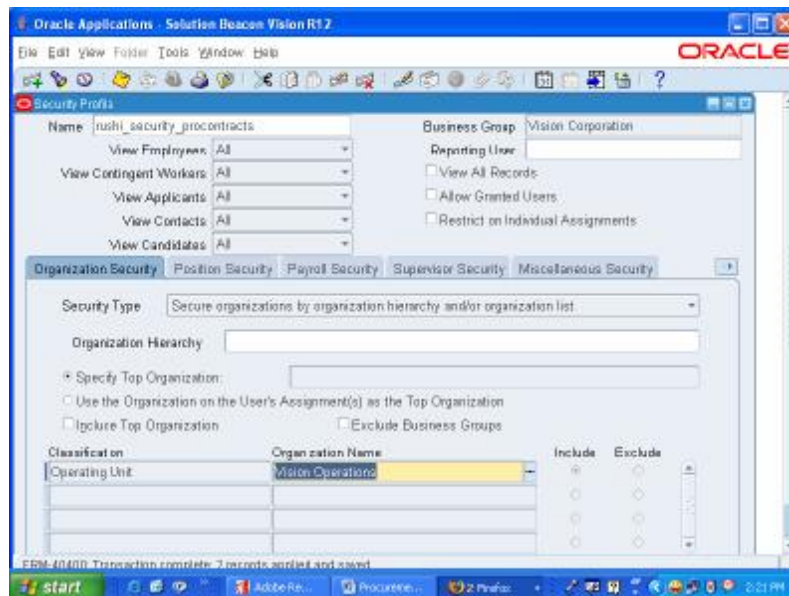 Oracle Applications - Solution Beacon Vision R12
File Edit View Folder Tools Window Help
ORACLE
Security Profile
Name rushi_security_procontracts Business Group Vision Corporation
View Employees All Reporting User
View Contingent Workers All View All Records
View Applicants All Allow Granted Users
View Contacts All Restrict on Individual Assignments
View Candidates All
Organization Security Position Security Payroll Security Supervisor Security Miscellaneous Security
Security Type Secure organizations by organization hierarchy and/or organization list
Organization Hierarchy
Specify Top Organization:
Use the Organization on the User's Assignment(s) as the Top Organization
Include Top Organization Exclude Business Groups
Classification Organization Name Include Exclude
Operating Unit Vision Operations
FRM-40400: Transaction complete: 2 records applied and saved.
start Adobe Re... Procureme... 2 Firefox 2:21 PM